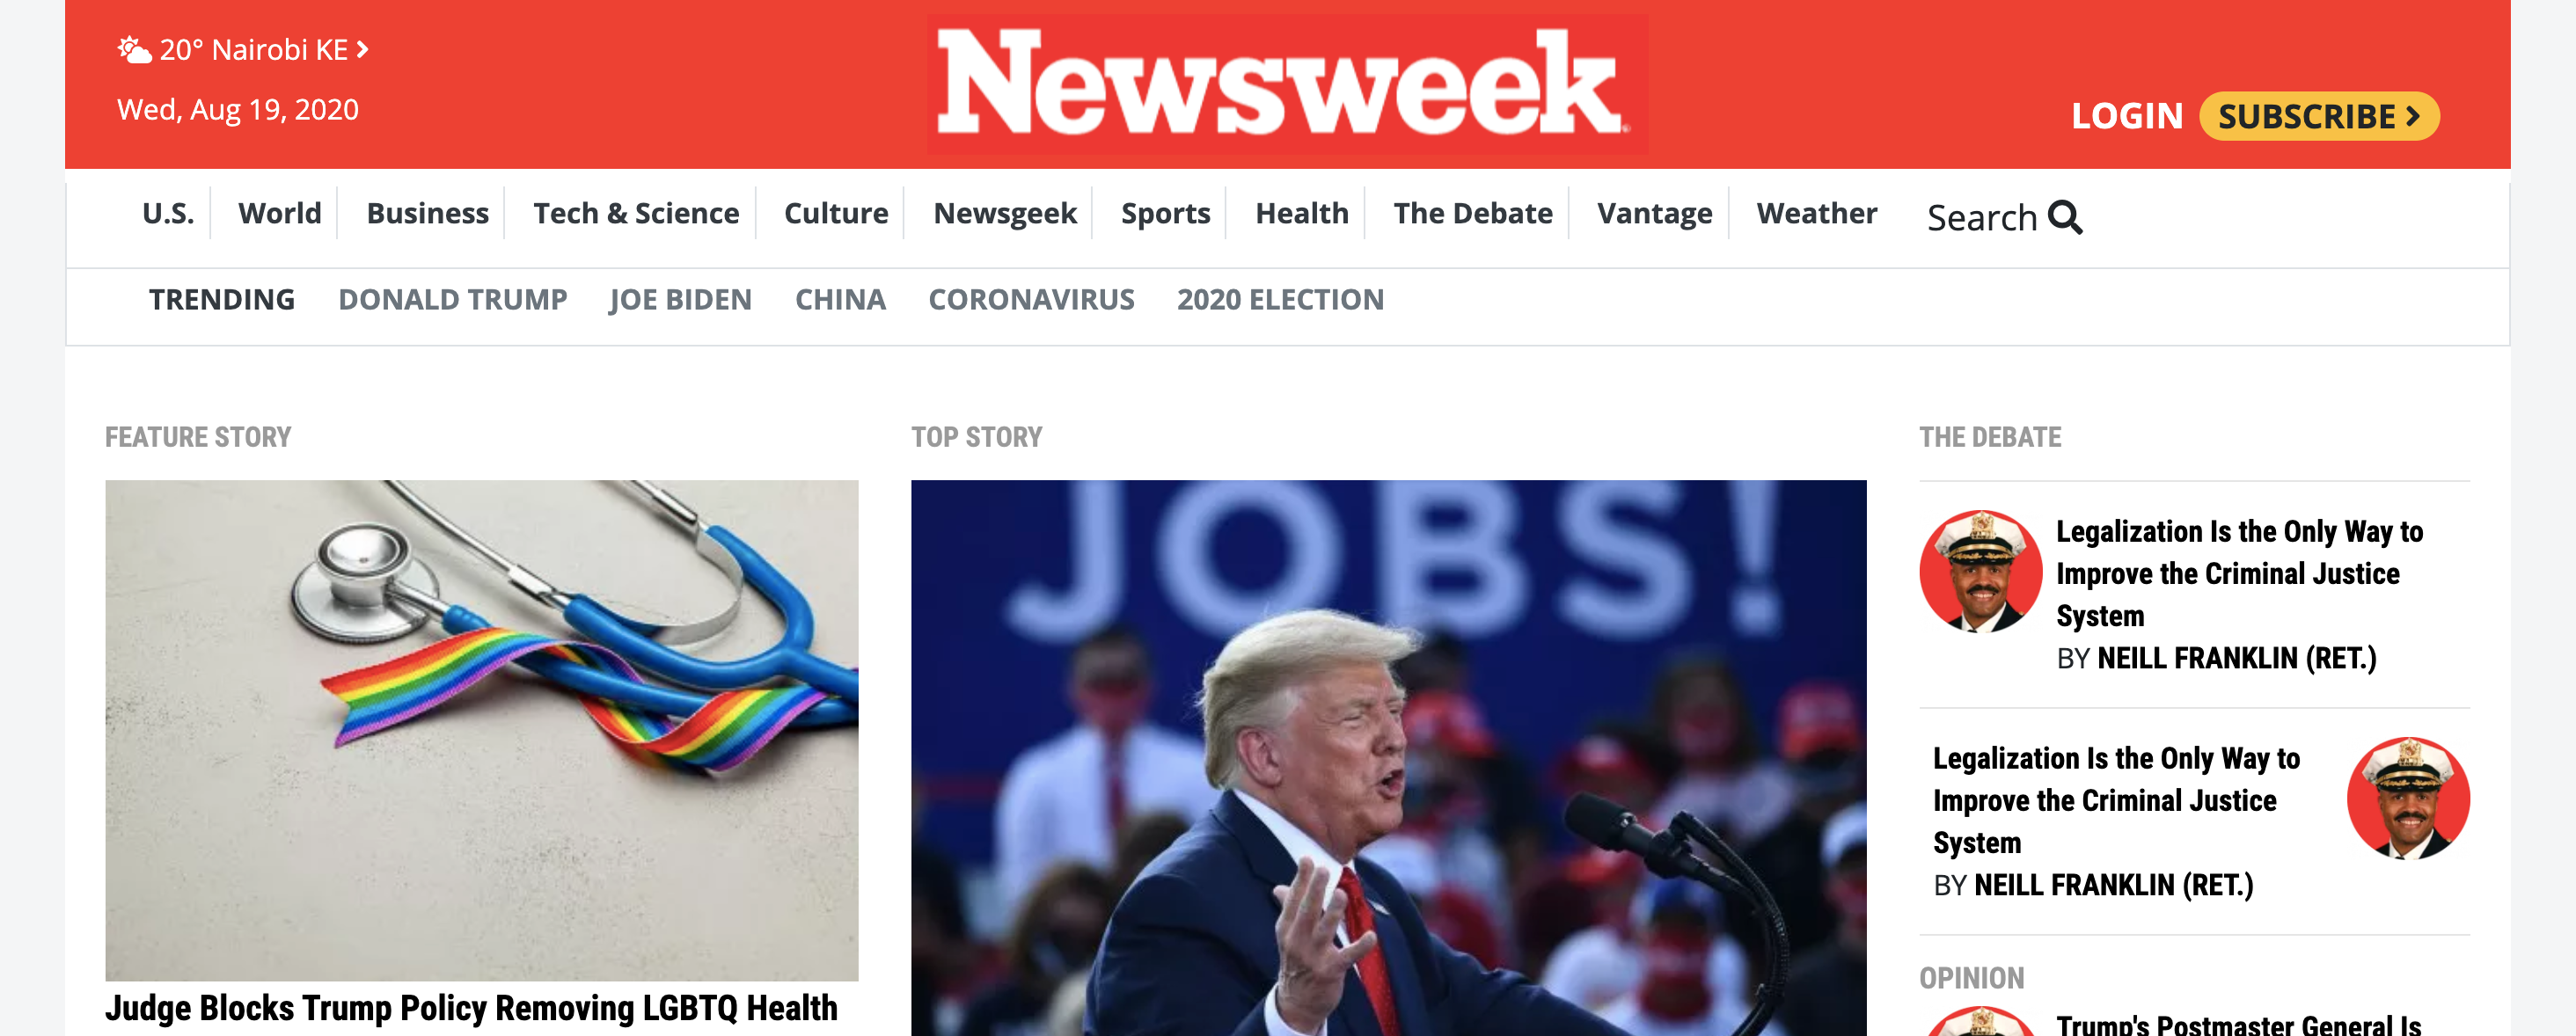 20° Nairobi KE
Wed, Aug 19, 2020
Newsweek
LOGIN
SUBSCRIBE
U.S.
World
Business
Tech & Science
Culture
Newsgeek
Sports
Health
The Debate
Vantage
Weather
Search
TRENDING
DONALD TRUMP
JOE BIDEN
CHINA
CORONAVIRUS
2020 ELECTION
FEATURE STORY
Judge Blocks Trump Policy Removing LGBTQ Health
TOP STORY
JOBS!
THE DEBATE
Legalization Is the Only Way to
Improve the Criminal Justice
System
BY NEILL FRANKLIN (RET.)
Legalization Is the Only Way to
Improve the Criminal Justice
System
BY NEILL FRANKLIN (RET.)
OPINION
Trump's Postmaster General Is